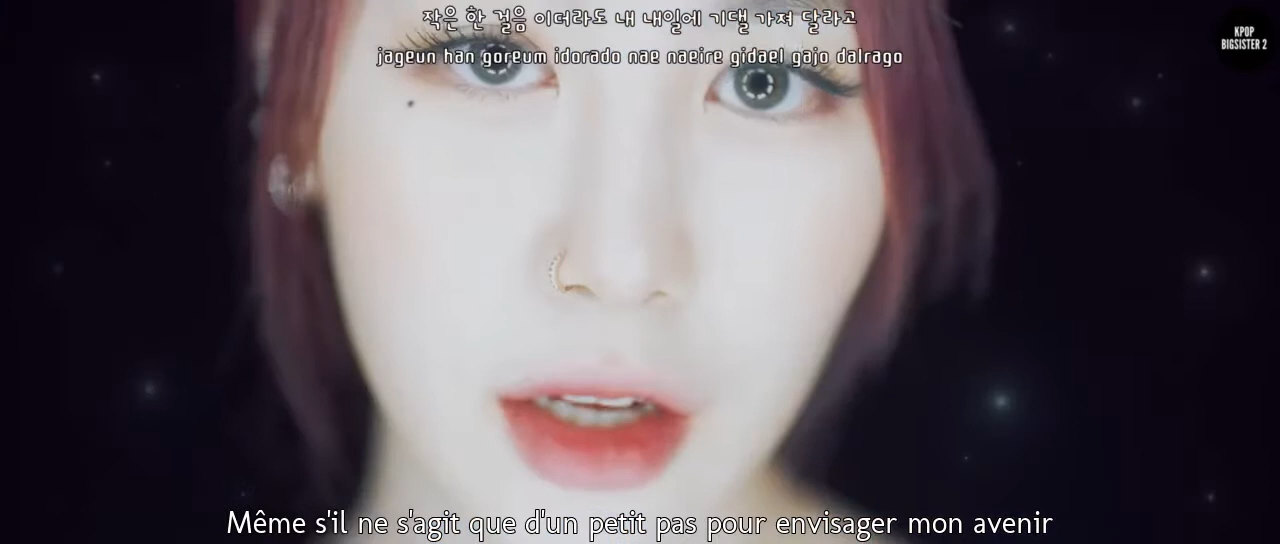 작은 한 걸음 이더라도 내 내일에 기댈 가져 달라고
jageun han goreum idorado nae naeire gidael gajo dalrago
KPOP
BIGSISTER 2
Même s'il ne s'agit que d'un petit pas pour envisager mon avenir